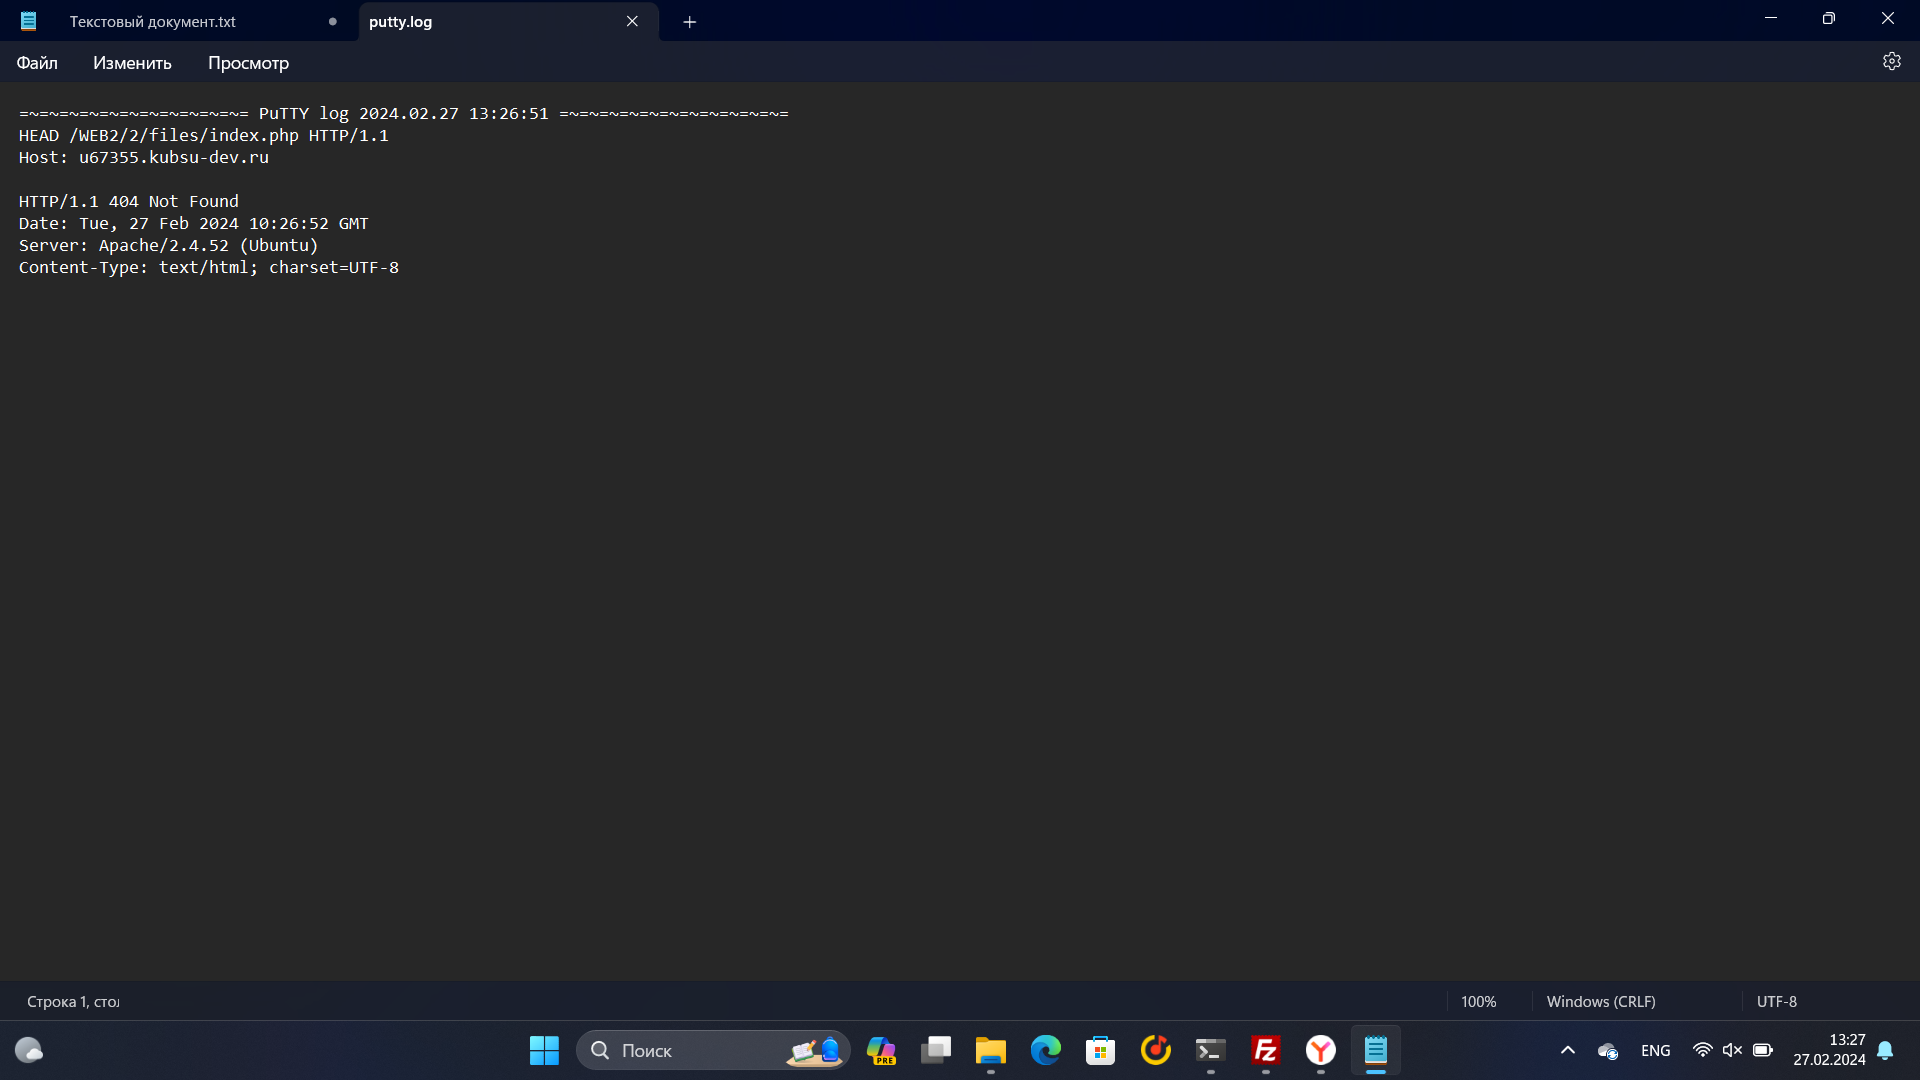 Текстовый документ.txt
putty.log
Файл
Изменить
Просмотр
=~=~=~=~=~=~=~=~=~=~=~= PuTTY log 2024.02.27 13:26:51 =~=~=~=~=~=~=~=~=~=~=~=
HEAD /WEB2/2/files/index.php HTTP/1.1
Host: u67355.kubsu-dev.ru
HTTP/1.1 404 Not Found
Date: Tue, 27 Feb 2024 10:26:52 GMT
Server: Apache/2.4.52 (Ubuntu)
Content-Type: text/html; charset=UTF-8
Строка 1, стол
100%
Windows (CRLF)
UTF-8
Поиск
PRE
ENG
13:27
27.02.2024